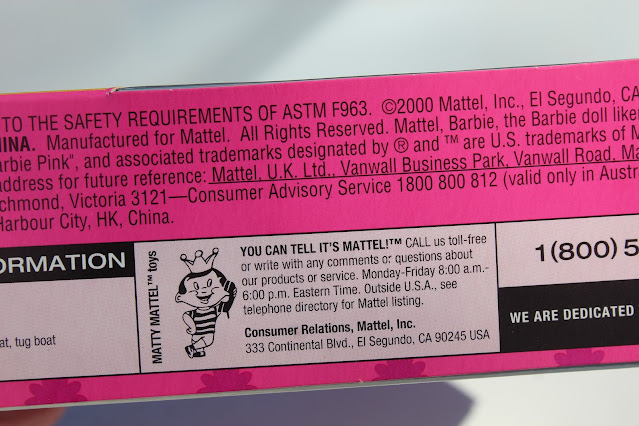 TO THE SAFETY REQUIREMENTS OF ASTM F963. ©2000 Mattel, Inc., El Segundo, CA
INA. Manufactured for Mattel. All Rights Reserved. Mattel, Barbie, the Barbie doll liken
arbie Pink", and associated trademarks designated by ® and ™ are U.S. trademarks of M
address for future reference: Mattel, U.K. Ltd., Vanwall Business Park, Vanwall Road, Ma
ichmond, Victoria 3121—Consumer Advisory Service 1800 800 812 (valid only in Austr
Harbour City, HK, China.
ORMATION
at, tug boat
MATTY MATTEL™ toys
YOU CAN TELL IT'S MATTEL!™ CALL us toll-free
or write with any comments or questions about
our products or service. Monday-Friday 8:00 a.m.-
6:00 p.m. Eastern Time. Outside U.S.A., see
telephone directory for Mattel listing.
Consumer Relations, Mattel, Inc.
333 Continental Blvd., El Segundo, CA 90245 USA
1(800) 5
WE ARE DEDICATED